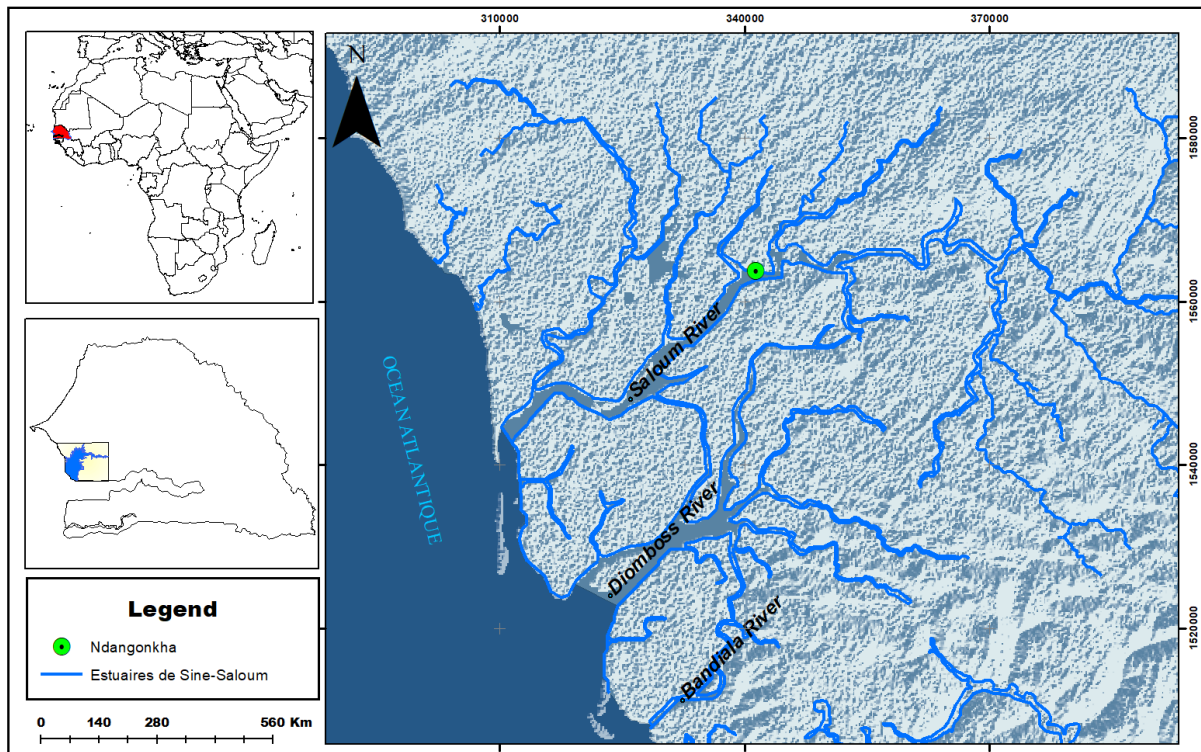 310000
340000
370000
N
1580000
1560000
1540000
1520000
Saloum River
OCEAN ATLANTIQUE
Diomboss River
Bandiala River
Legend
Ndangonkha
Estuaires de Sine-Saloum
0 140 280 560 Km